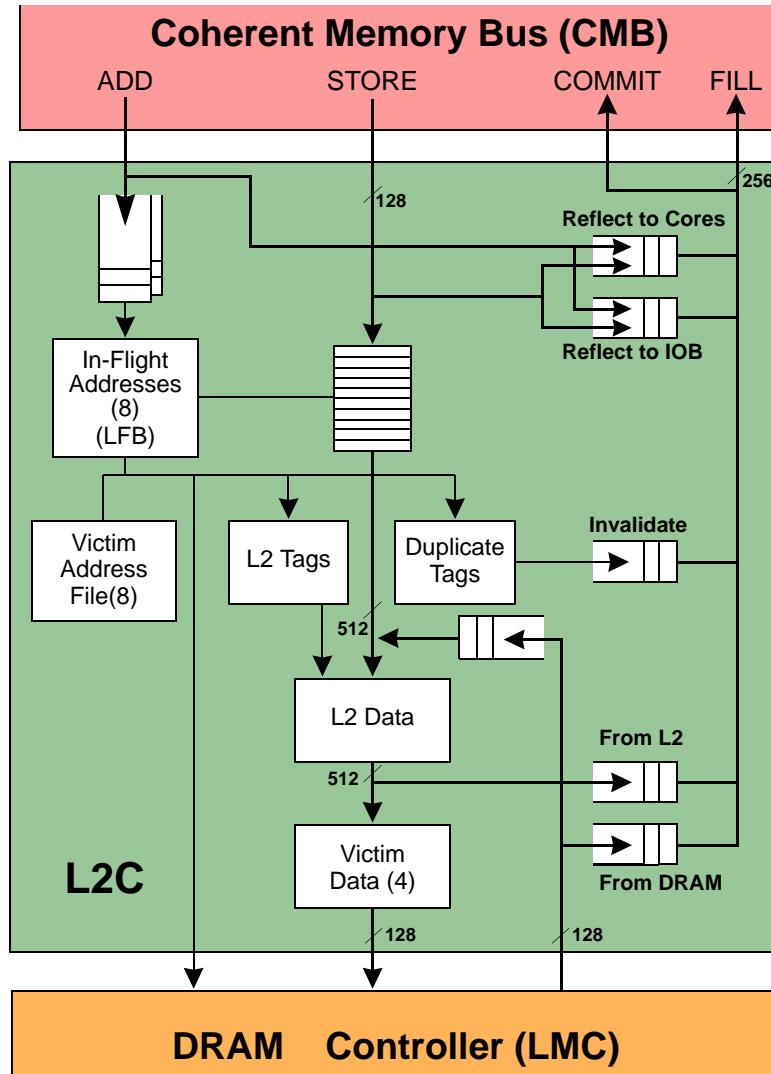 Coherent Memory Bus (CMB)
ADD
STORE
COMMIT
FILL
128
256
Reflect to Cores
Reflect to IOB
In-Flight
Addresses
(8)
(LFB)
Victim
Address
File(8)
L2 Tags
Duplicate
Tags
Invalidate
512
L2 Data
From L2
512
Victim
Data (4)
From DRAM
L2C
128
128
DRAM Controller (LMC)